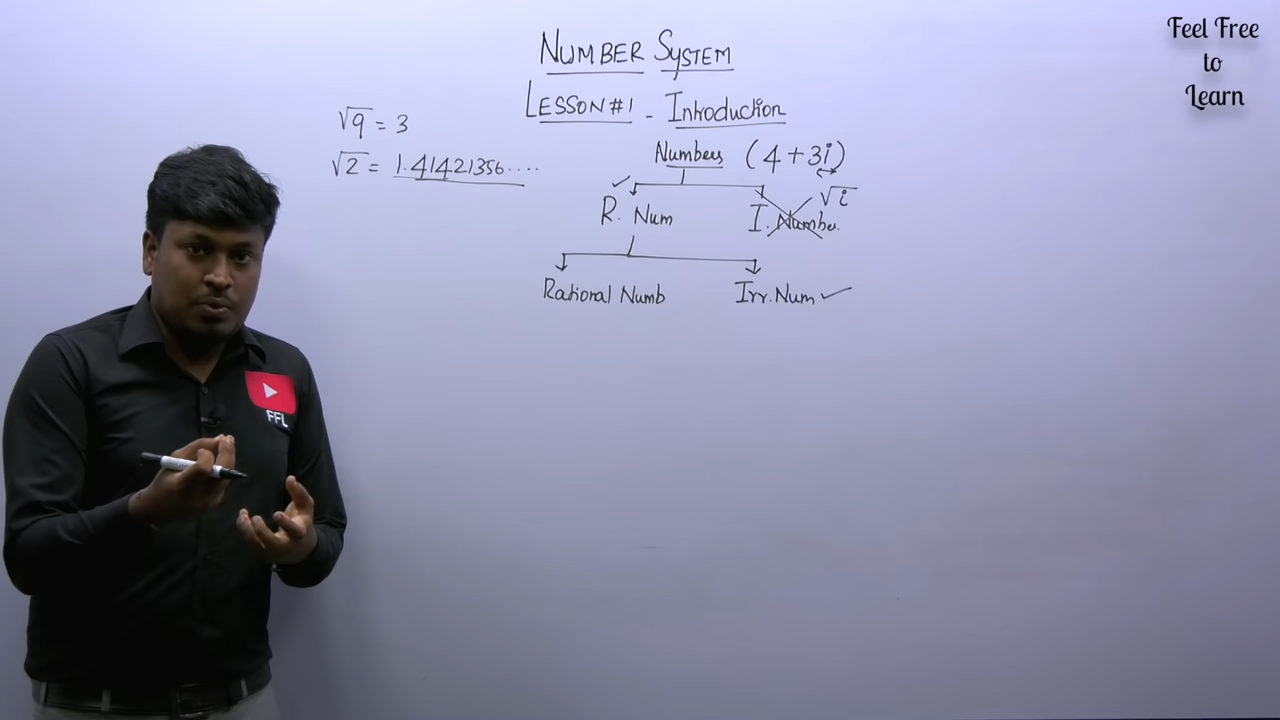 NUMBER SYSTEM
LESSON #1 - Introduction
√9 = 3
√2 = 1.41421356....
Numbers (4+3i)
√i
R. Num
I. Number.
Rational Numb
Irr. Num ✓
Feel Free
to
Learn
FFL